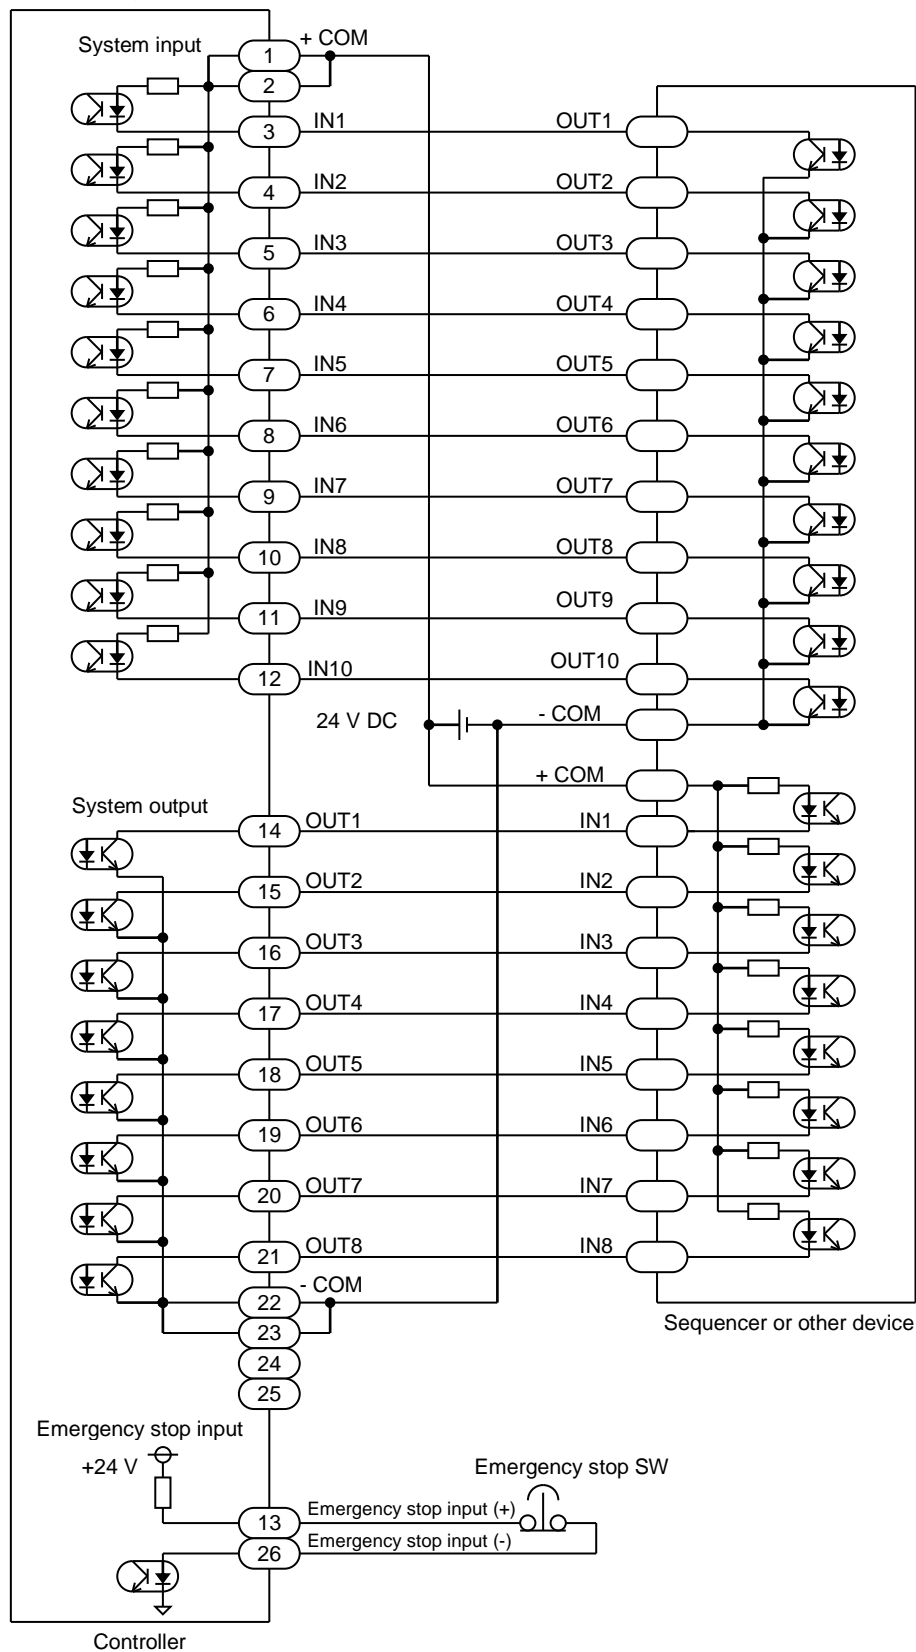 System input
1
+ COM
2
3
IN1
OUT1
4
IN2
OUT2
5
IN3
OUT3
6
IN4
OUT4
7
IN5
OUT5
8
IN6
OUT6
9
IN7
OUT7
10
IN8
OUT8
11
IN9
OUT9
12
IN10
OUT10
24 V DC
- COM
+ COM
System output
14
OUT1
IN1
15
OUT2
IN2
16
OUT3
IN3
17
OUT4
IN4
18
OUT5
IN5
19
OUT6
IN6
20
OUT7
IN7
21
OUT8
IN8
22
- COM
23
24
25
Sequencer or other device
Emergency stop input
+24 V
Emergency stop SW
13
Emergency stop input (+)
26
Emergency stop input (-)
Controller